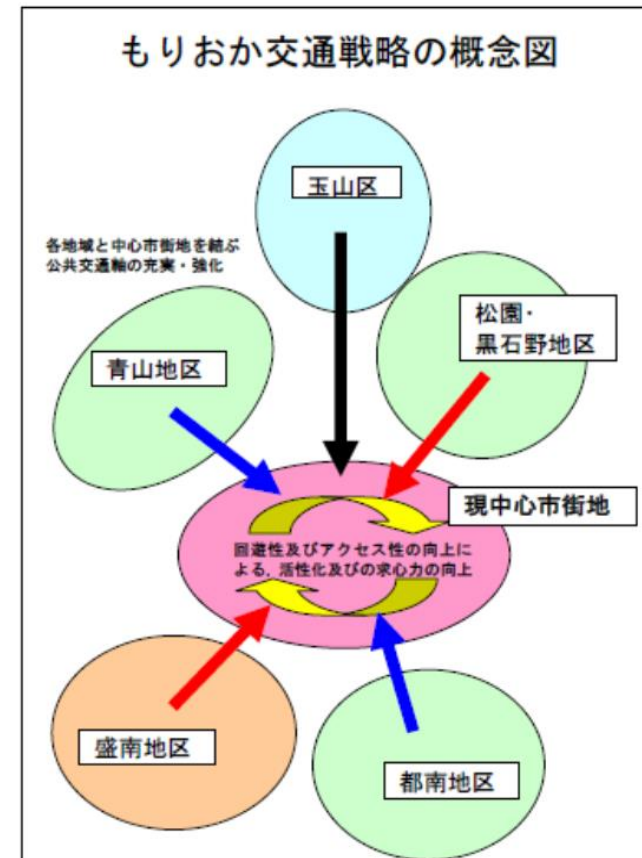 もりおか交通戦略の概念図
玉山区
各地域と中心市街地を結ぶ
公共交通軸の充実・強化
松園・
黒石野地区
青山地区
現中心市街地
回遊性及びアクセス性の向上に
よる，活性化及びの求心力の向上
盛南地区
都南地区